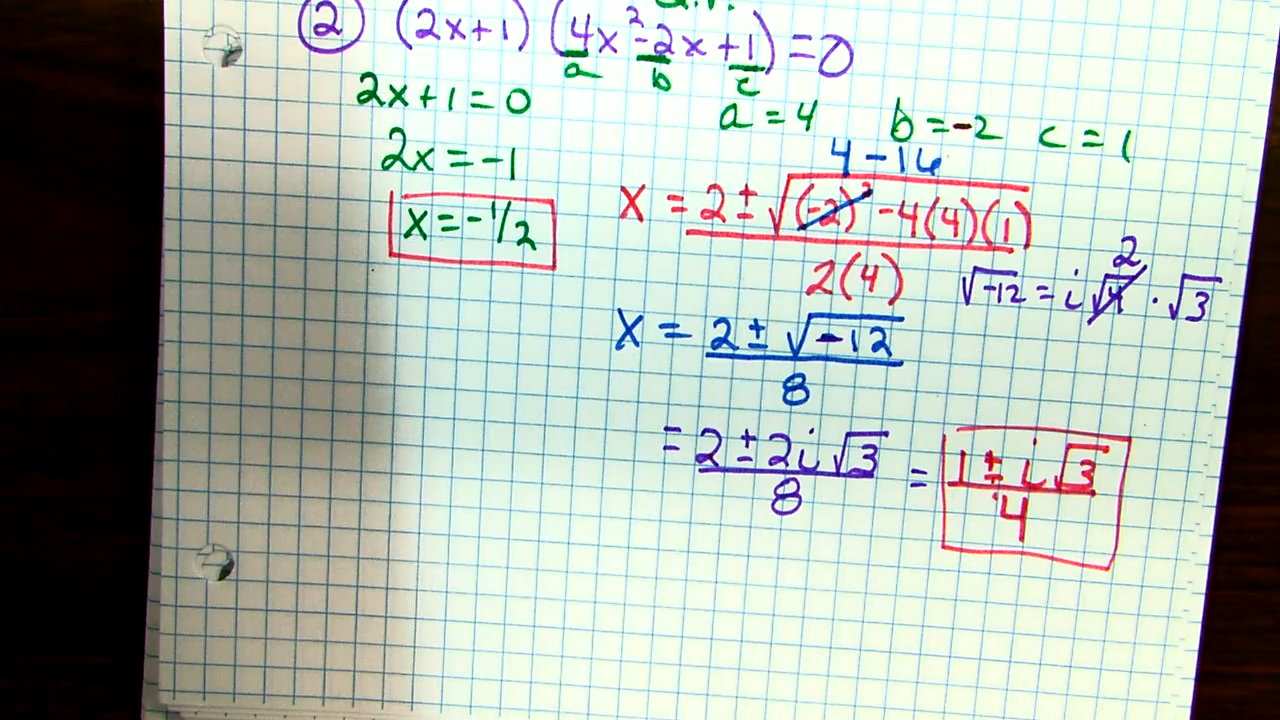 ② (2x+1) (4x²-2x+1) = 0
a b c
2x+1=0
a=4 b=-2 c=1
2x=-1
4-16
x=-1/2
x = 2±√(-2)²-4(4)(1)
2(4)
√-12 = i√4·√3
2
x = 2±√-12
8
= 2±2i√3
8
= 1±i√3
4